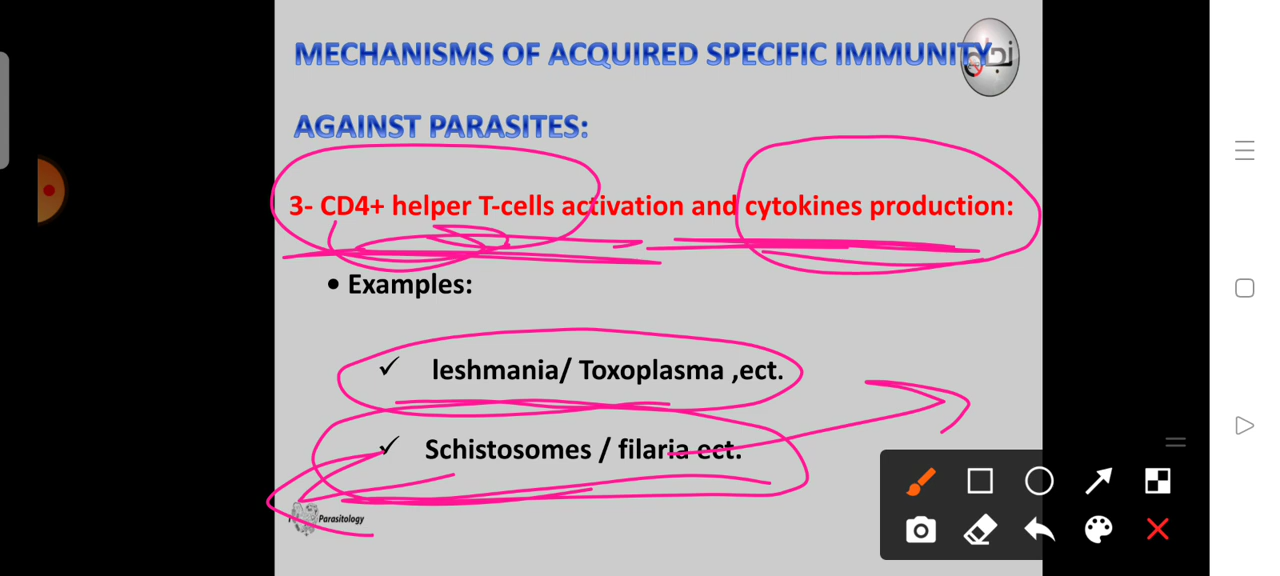 MECHANISMS OF ACQUIRED SPECIFIC IMMUNITY
AGAINST PARASITES:
3- CD4+ helper T-cells activation and cytokines production:
• Examples:
✓ leshmania/ Toxoplasma ,ect.
✓ Schistosomes / filaria ect.
Parasitology